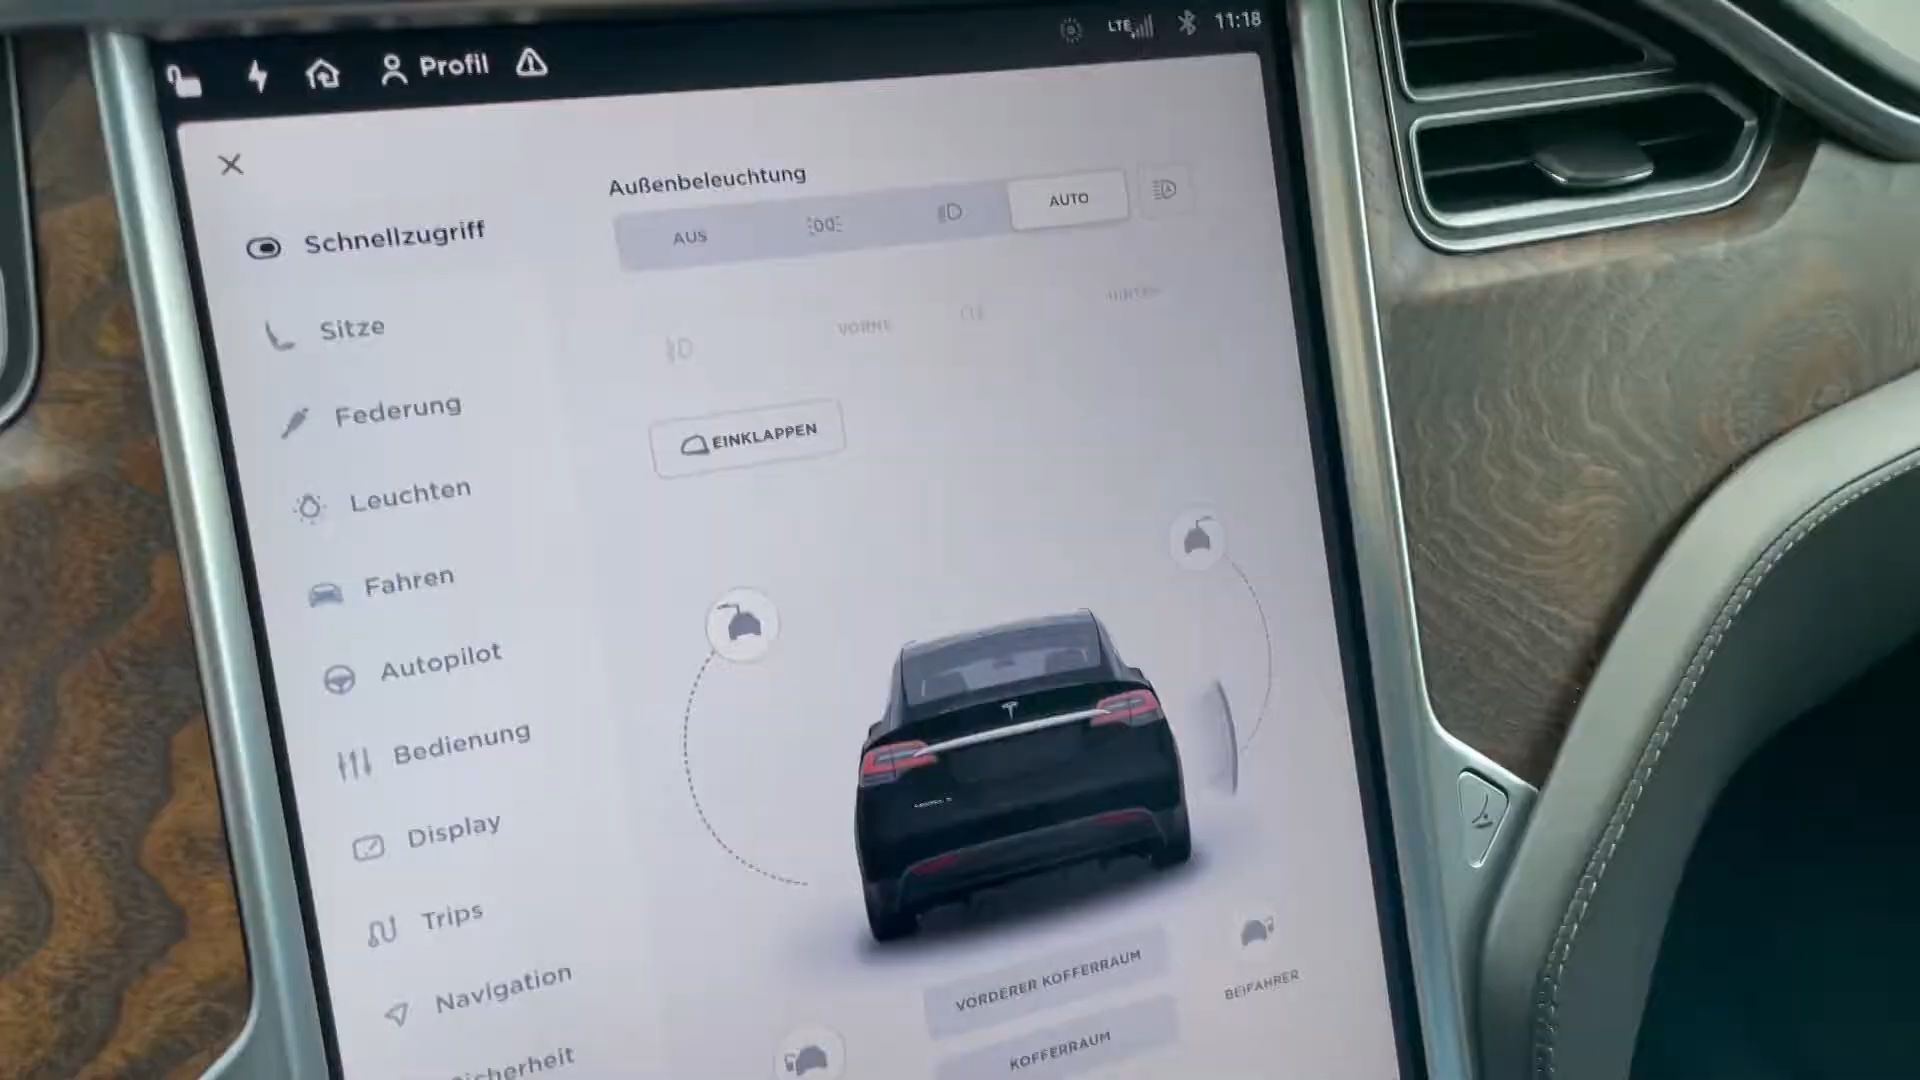 Profil
LTE 11:18
Außenbeleuchtung
AUS
AUTO
Schnellzugriff
Sitze
VORNE
Federung
EINKLAPPEN
Leuchten
Fahren
Autopilot
Bedienung
Display
Trips
Navigation
VORDERER KOFFERRAUM
BEIFAHRER
KOFFERRAUM